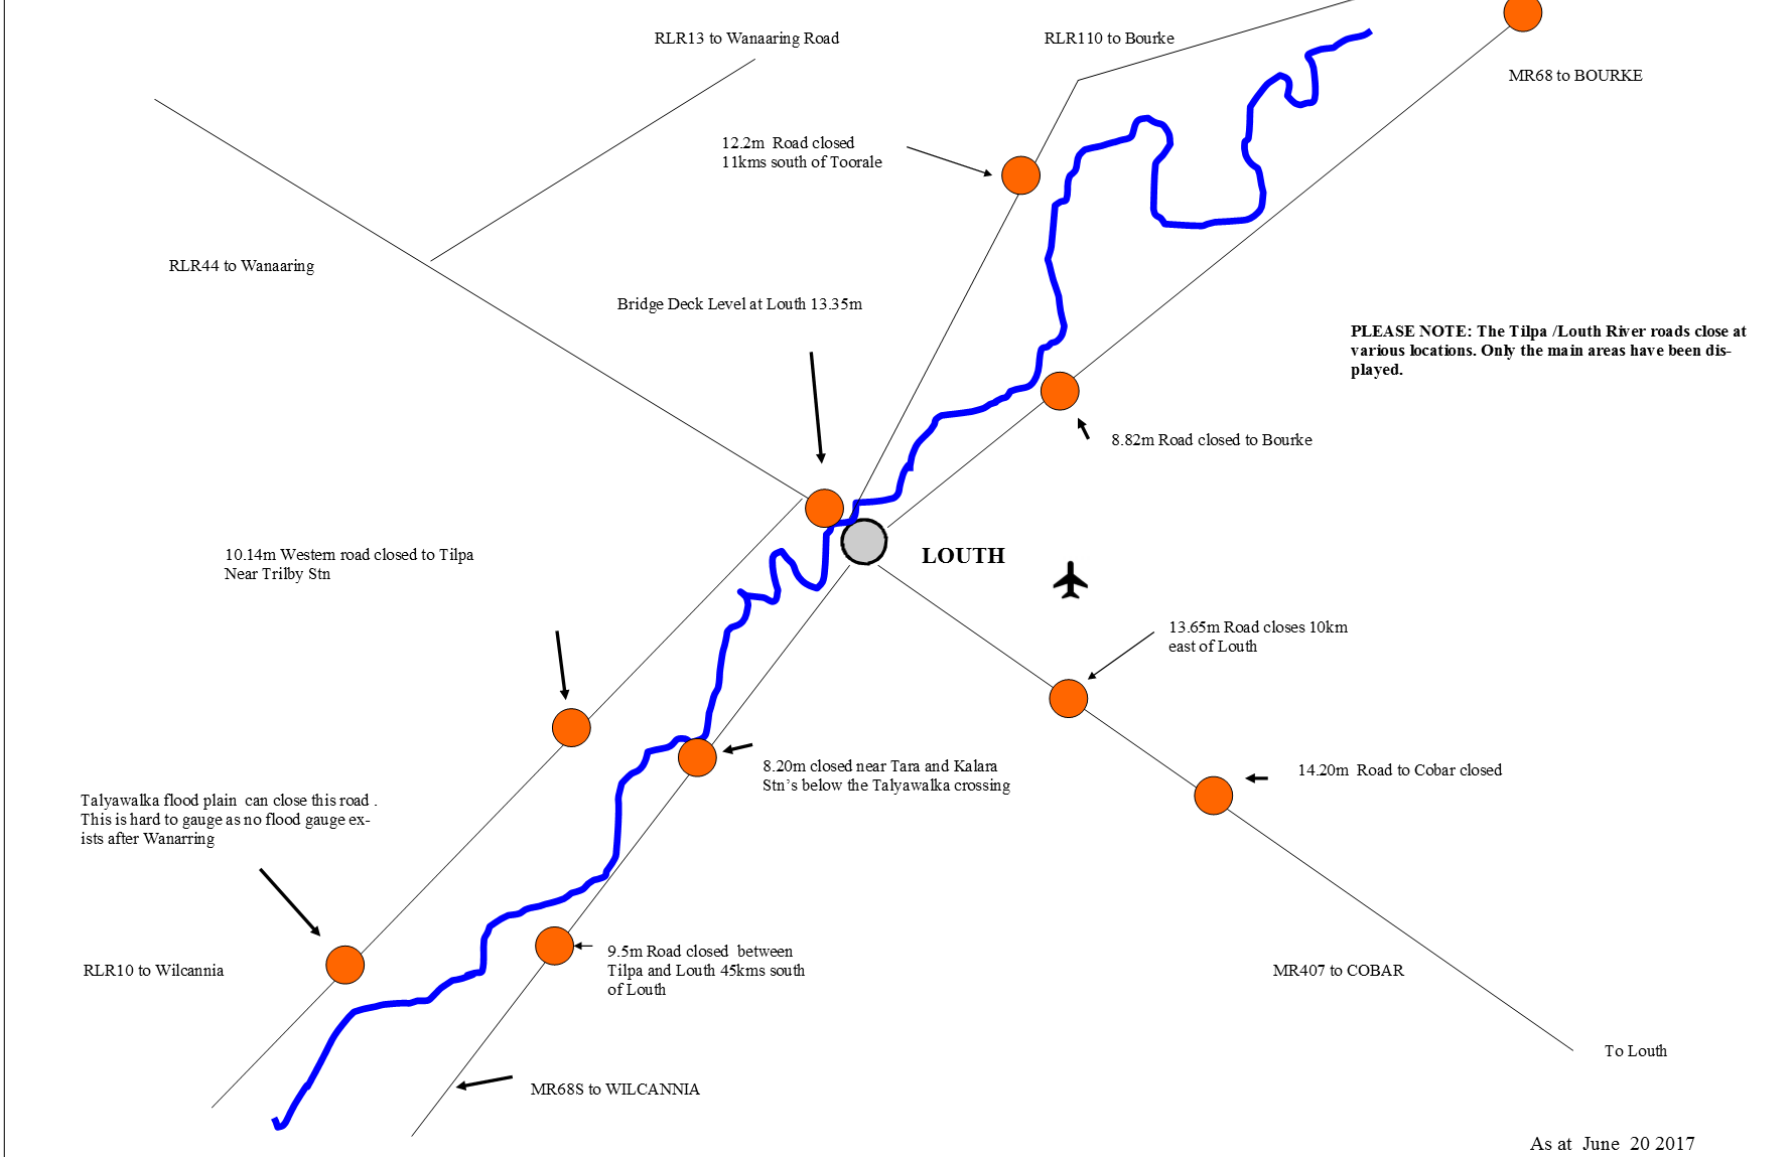 RLR13 to Wanaaring Road
RLR110 to Bourke
MR68 to BOURKE
12.2m  Road closed
11kms south of Toorale
RLR44 to Wanaaring
Bridge Deck Level at Louth 13.35m
PLEASE NOTE: The Tilpa /Louth River roads close at
various locations. Only the main areas have been dis-
played.
8.82m Road closed to Bourke
10.14m Western road closed to Tilpa
Near Trilby Stn
LOUTH
13.65m Road closes 10km
east of Louth
8.20m closed near Tara and Kalara
Stn's below the Talyawalka crossing
14.20m  Road to Cobar closed
Talyawalka flood plain  can close this road .
This is hard to gauge as no flood gauge ex-
ists after Wanarring
9.5m Road closed  between
Tilpa and Louth 45kms south
of Louth
RLR10 to Wilcannia
MR407 to COBAR
To Louth
MR68S to WILCANNIA
As at  June  20 2017